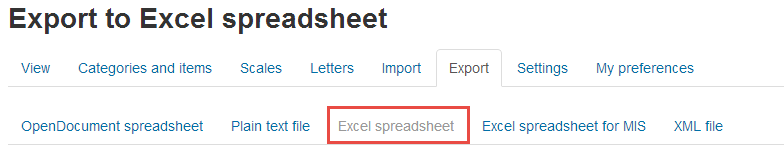 Export to Excel spreadsheet
View Categories and items Scales Letters Import Export Settings My preferences
OpenDocument spreadsheet Plain text file Excel spreadsheet Excel spreadsheet for MIS XML file